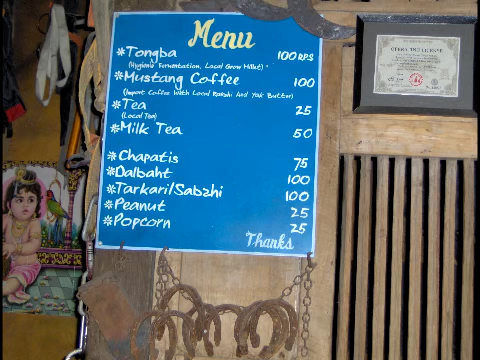 Menu
*Tongba 100 RPS
(Hygienic Fermentation, Local Grow Millet)
*Mustang Coffee 100
(Import Coffee With Local Rakshi And Yak Butter)
*Tea 25
(Local Tea)
*Milk Tea 50
*Chapatis 75
*Dalbaht 100
*Tarkari/Sabzhi 100
*Peanut 25
*Popcorn 25
Thanks